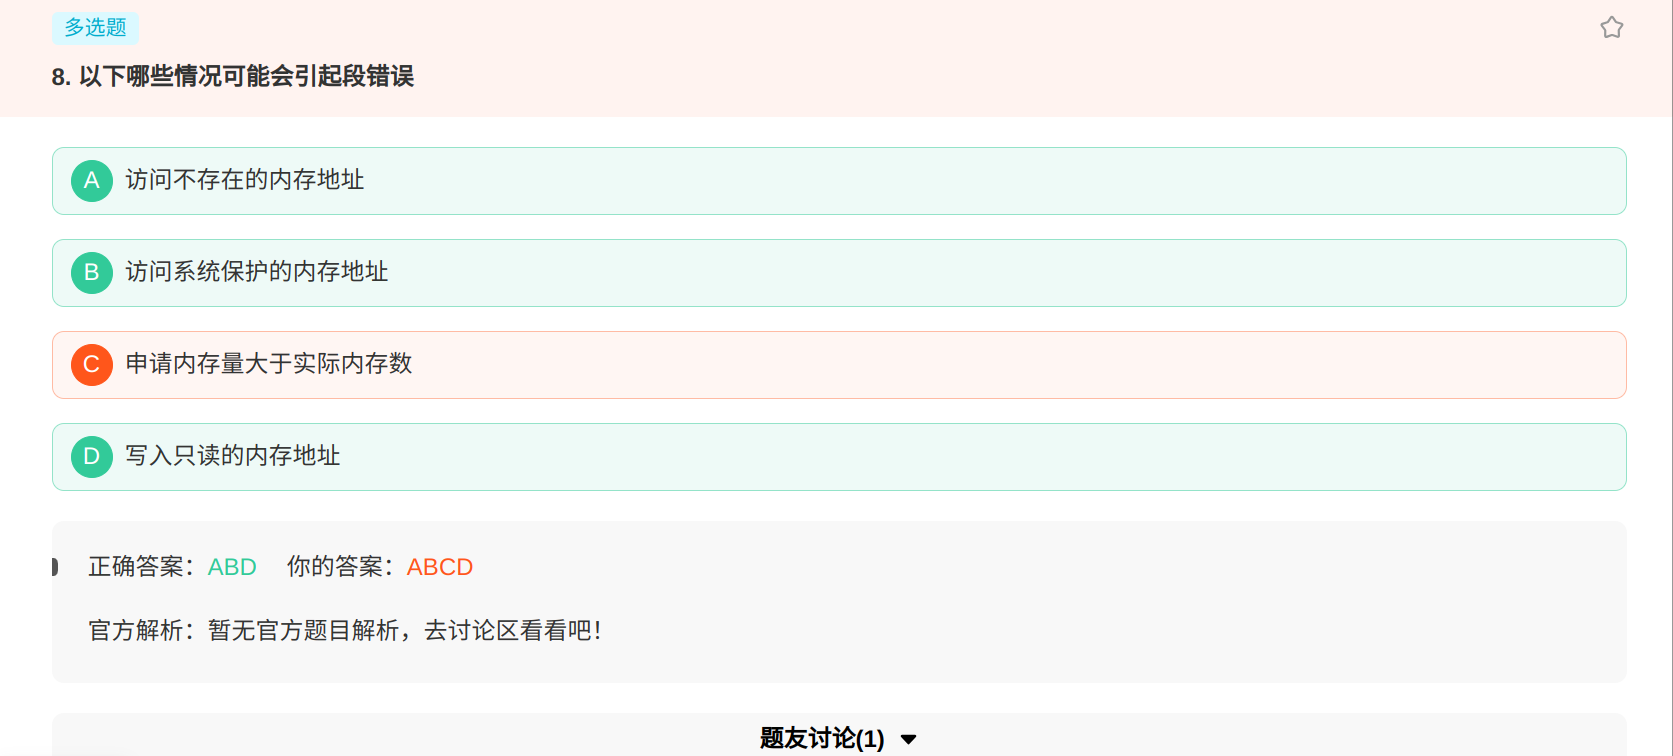 多选题
8. 以下哪些情况可能会引起段错误
A 访问不存在的内存地址
B 访问系统保护的内存地址
C 申请内存量大于实际内存数
D 写入只读的内存地址
正确答案：ABD 你的答案：ABCD
官方解析：暂无官方题目解析，去讨论区看看吧！
题友讨论(1)